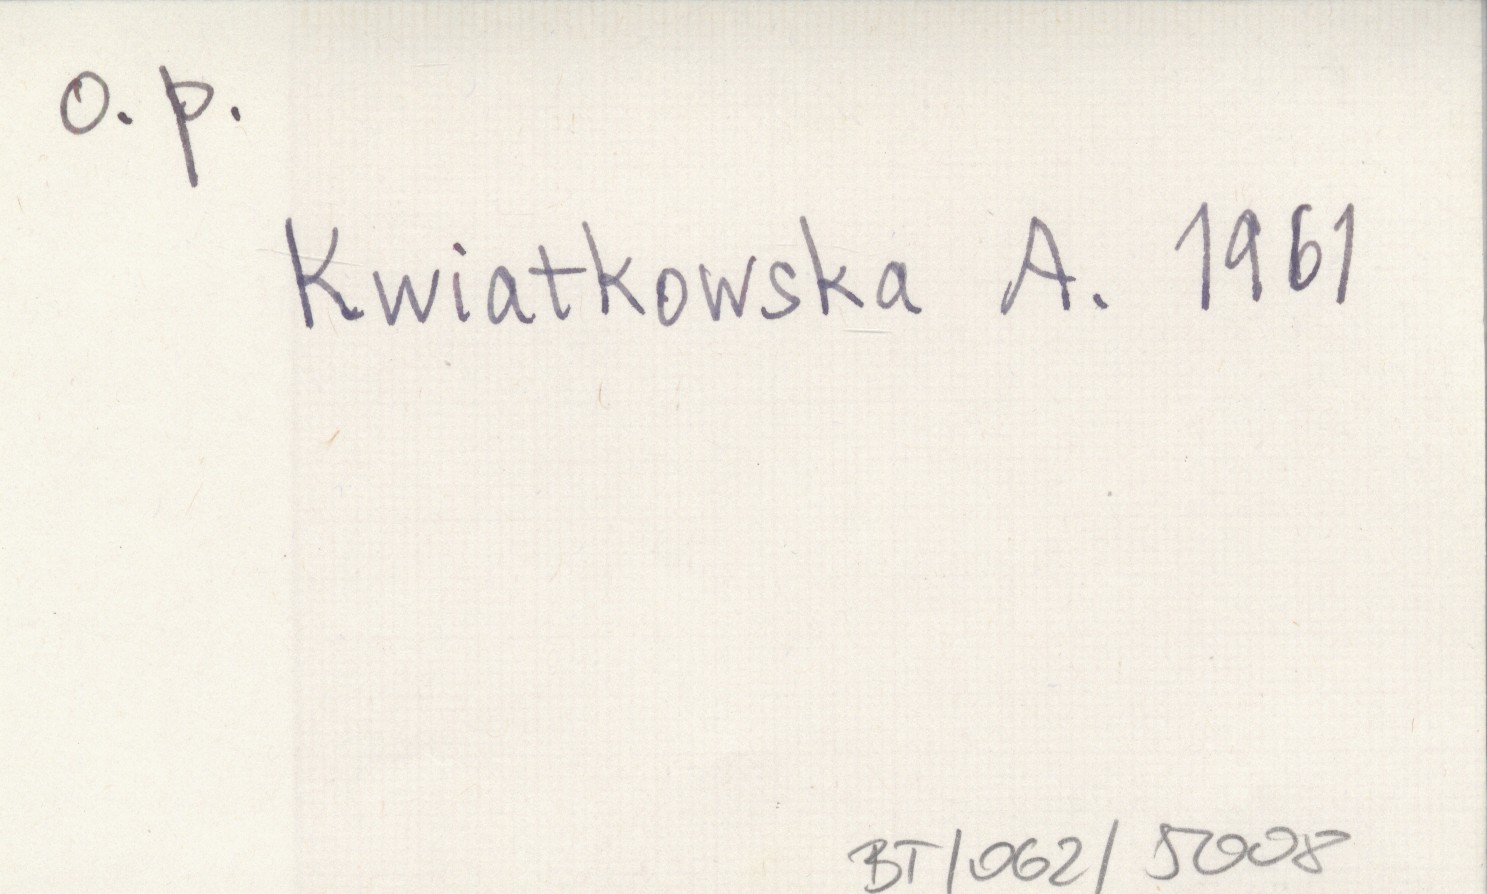 o. p.
Kwiatkowska A. 1961
BT/062/5008